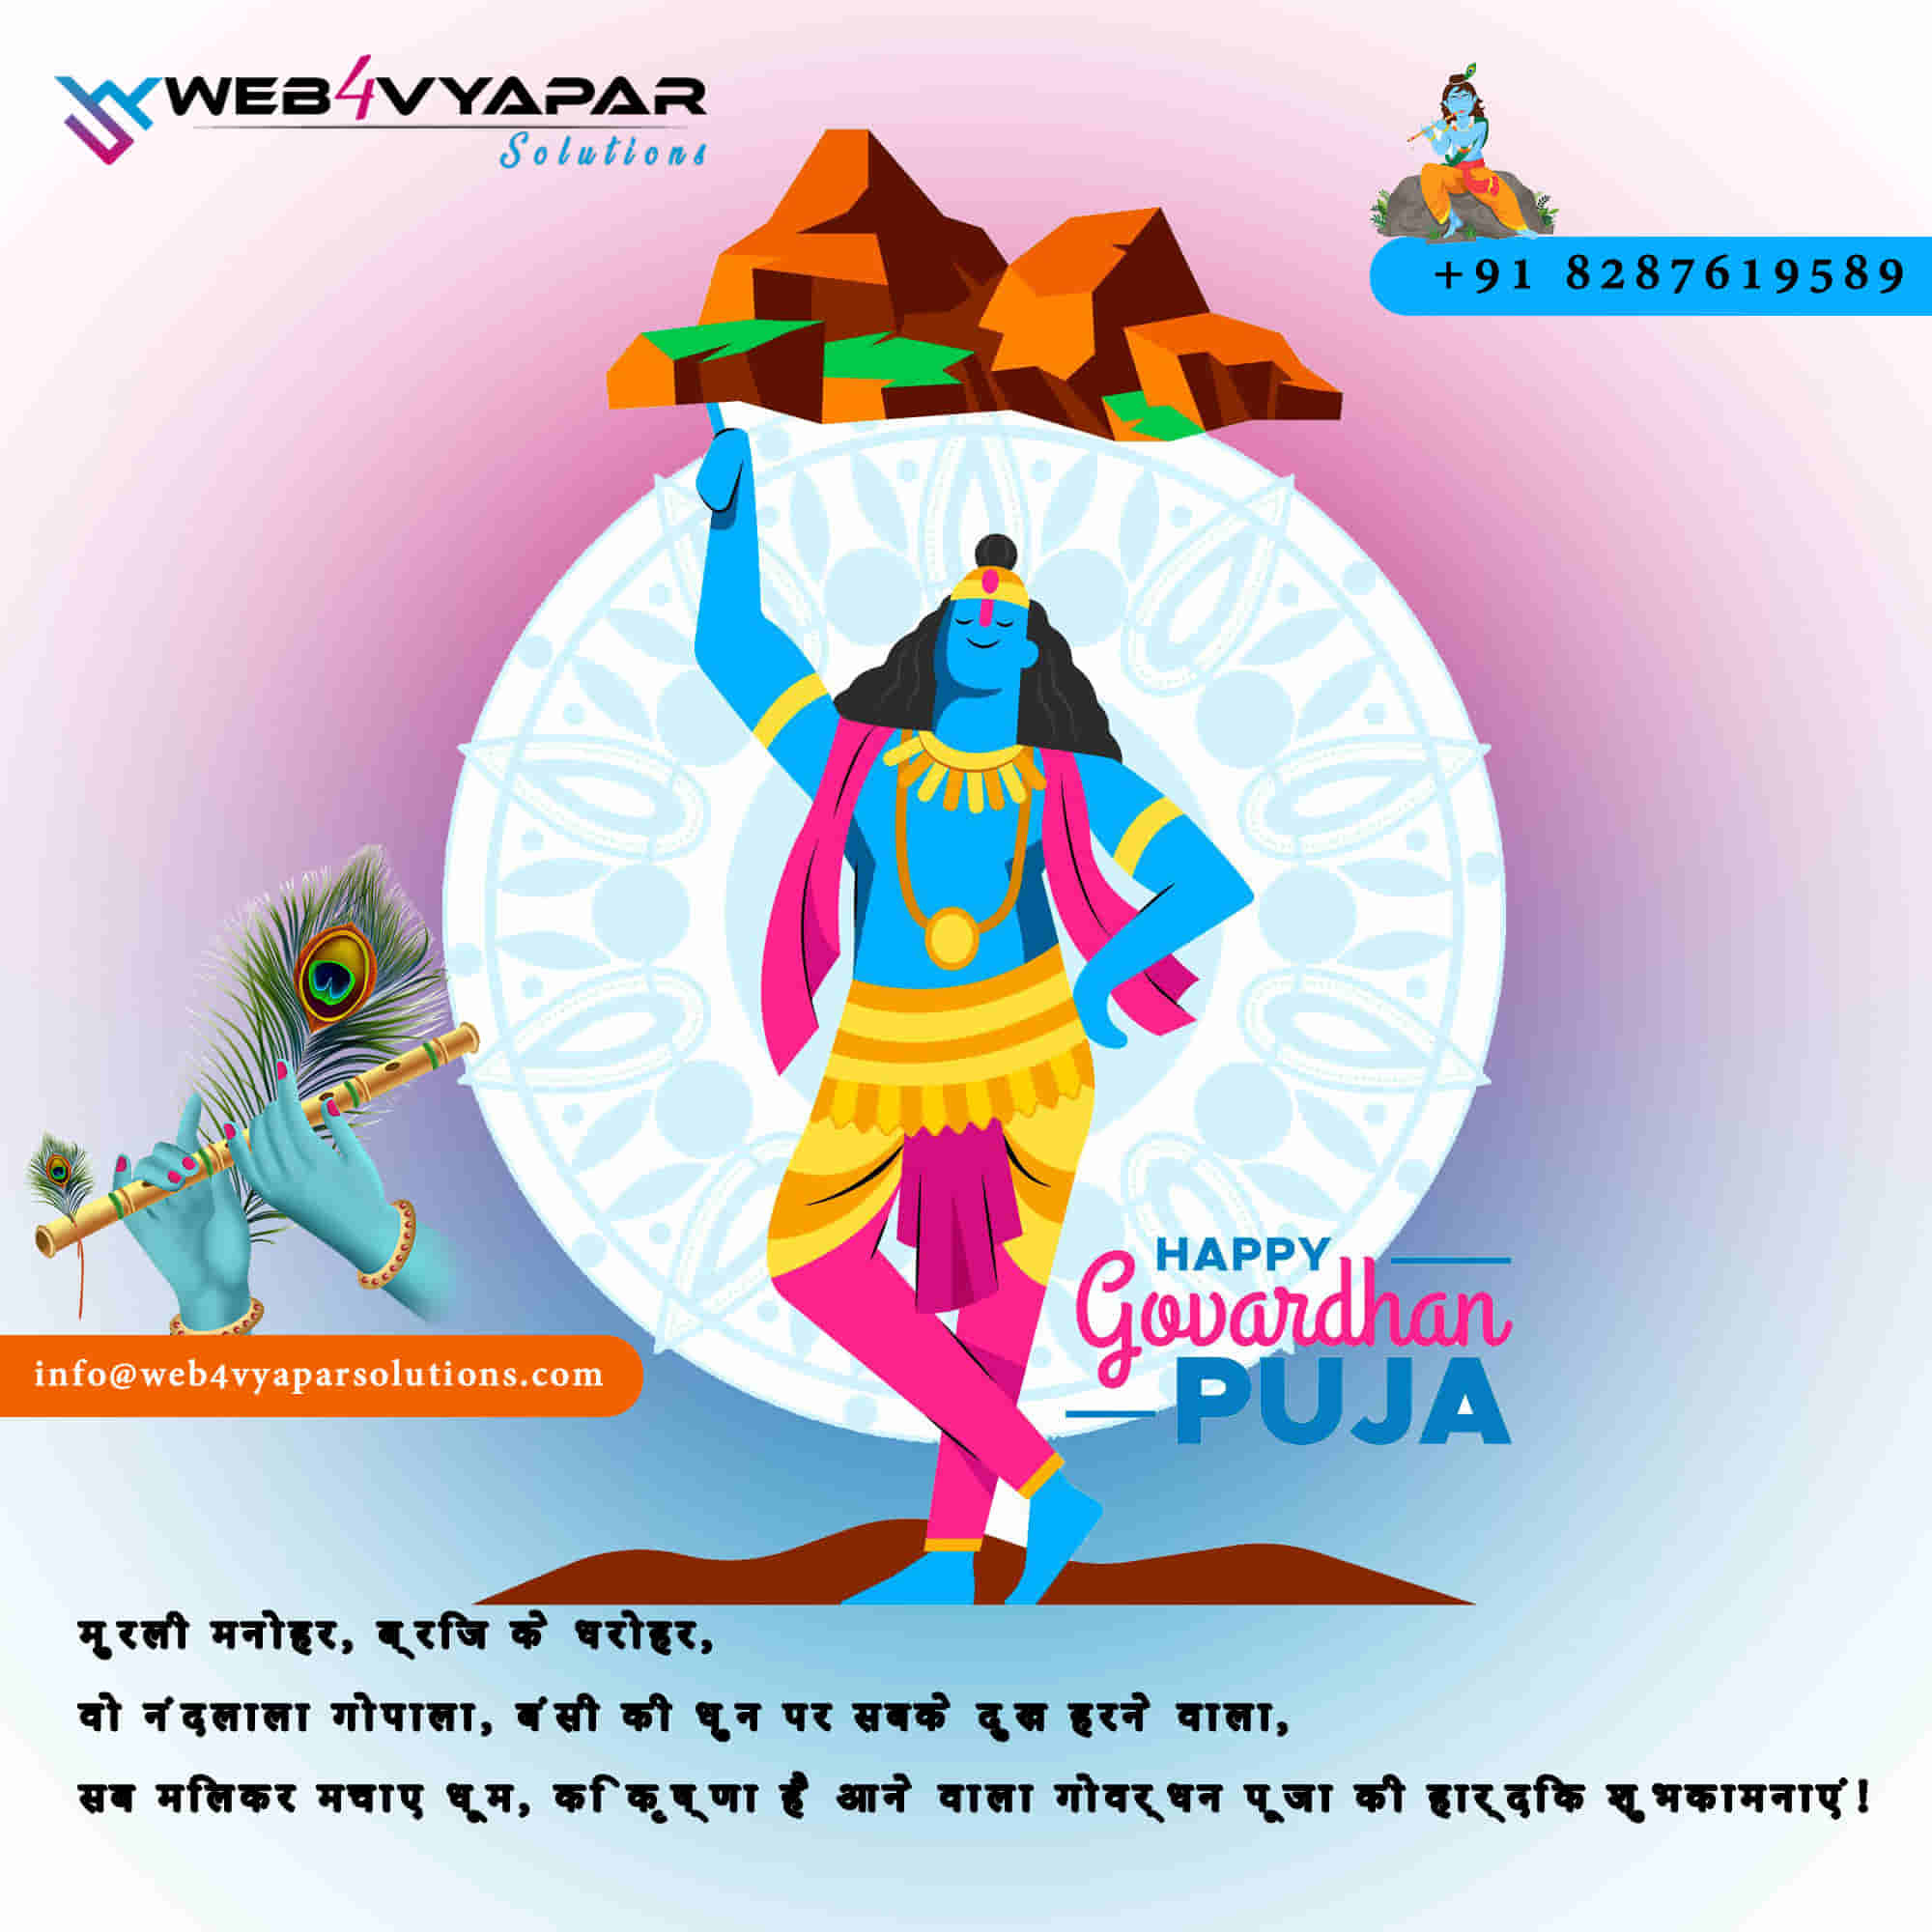 WEB4VYAPAR
Solutions
+91 8287619589
HAPPY
Govardhan
PUJA
info@web4vyaparsolutions.com
मुरली मनोहर, ब्रजि के धरोहर,
वो नंदलाला गोपाला, बंसी की धुन पर सबके दुख हरने वाला,
सब मलिकर मचाए धूम, कि कृष्णा है आने वाला गोवर्धन पूजा की हार्दकि शुभकामनाएं!